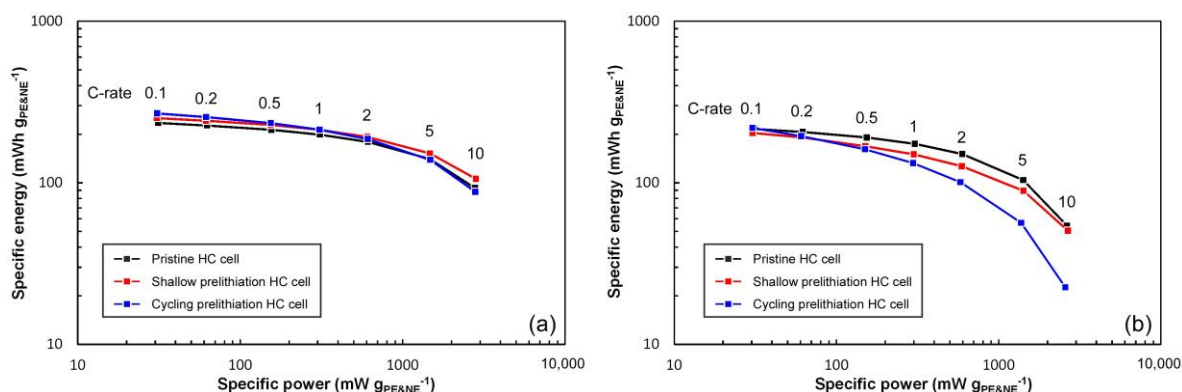 1000
100
10
Specific energy (mWh g_PE&NE^-1)
C-rate 0.1 0.2 0.5 1 2 5 10
Pristine HC cell
Shallow prelithiation HC cell
Cycling prelithiation HC cell
(a)
10 100 1000 10,000
Specific power (mW g_PE&NE^-1)
1000
100
10
Specific energy (mWh g_PE&NE^-1)
C-rate 0.1 0.2 0.5 1 2 5 10
Pristine HC cell
Shallow prelithiation HC cell
Cycling prelithiation HC cell
(b)
10 100 1000 10,000
Specific power (mW g_PE&NE^-1)